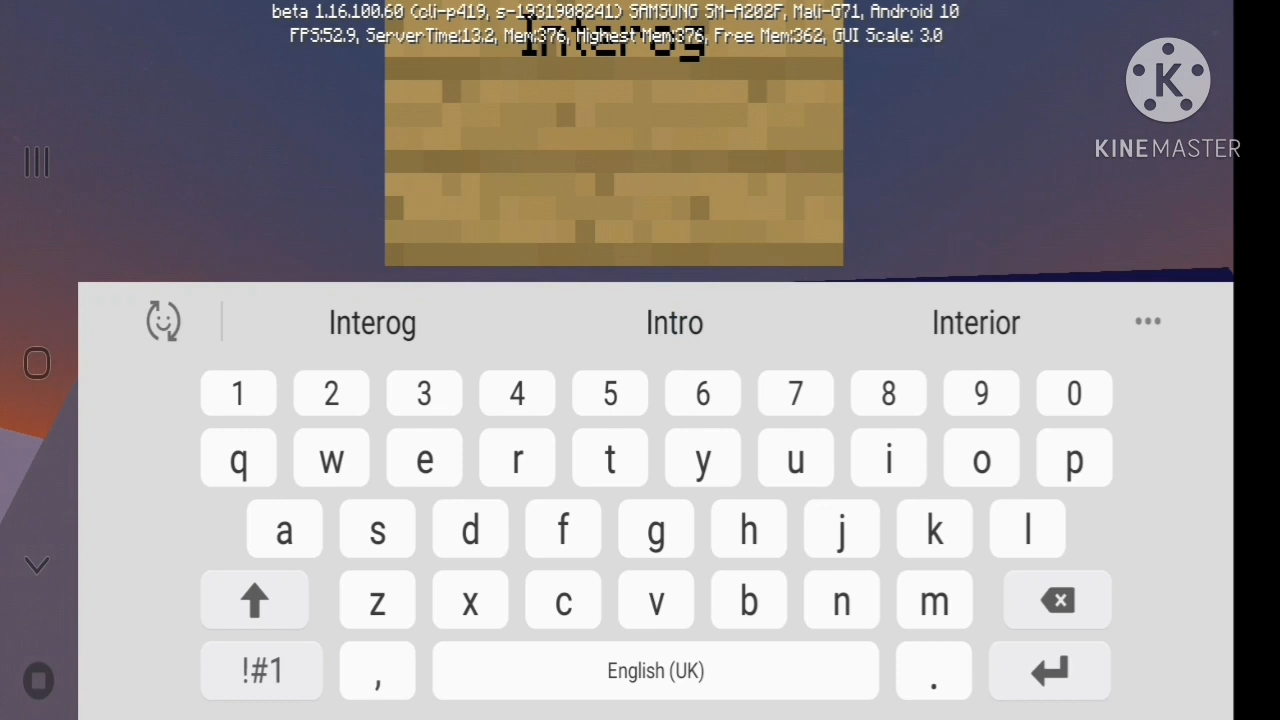 beta 1.16.100.60 (cli-p419, s-1931908241) SAMSUNG SM-A202F, Mali-G71, Android 10
FPS:52.9, ServerTime:13.2, Mem:376, Highest Mem:376, Free Mem:362, GUI Scale: 3.0
Interog
KINEMASTER
Interog Intro Interior
1 2 3 4 5 6 7 8 9 0
q w e r t y u i o p
a s d f g h j k l
z x c v b n m
!#1 , English (UK) .